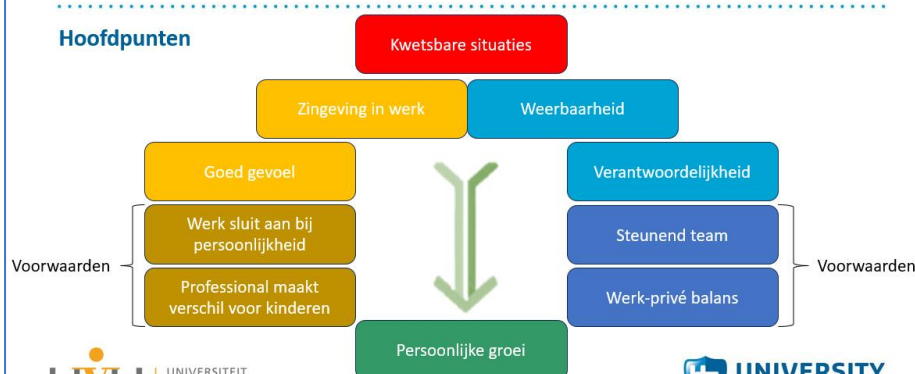 Hoofdpunten
Kwetsbare situaties
Zingeving in werk
Weerbaarheid
Goed gevoel
Verantwoordelijkheid
Voorwaarden
Werk sluit aan bij
persoonlijkheid
Professional maakt
verschil voor kinderen
Steunend team
Werk-privé balans
Voorwaarden
Persoonlijke groei
UNIVERSITEIT
UNIVERSITY